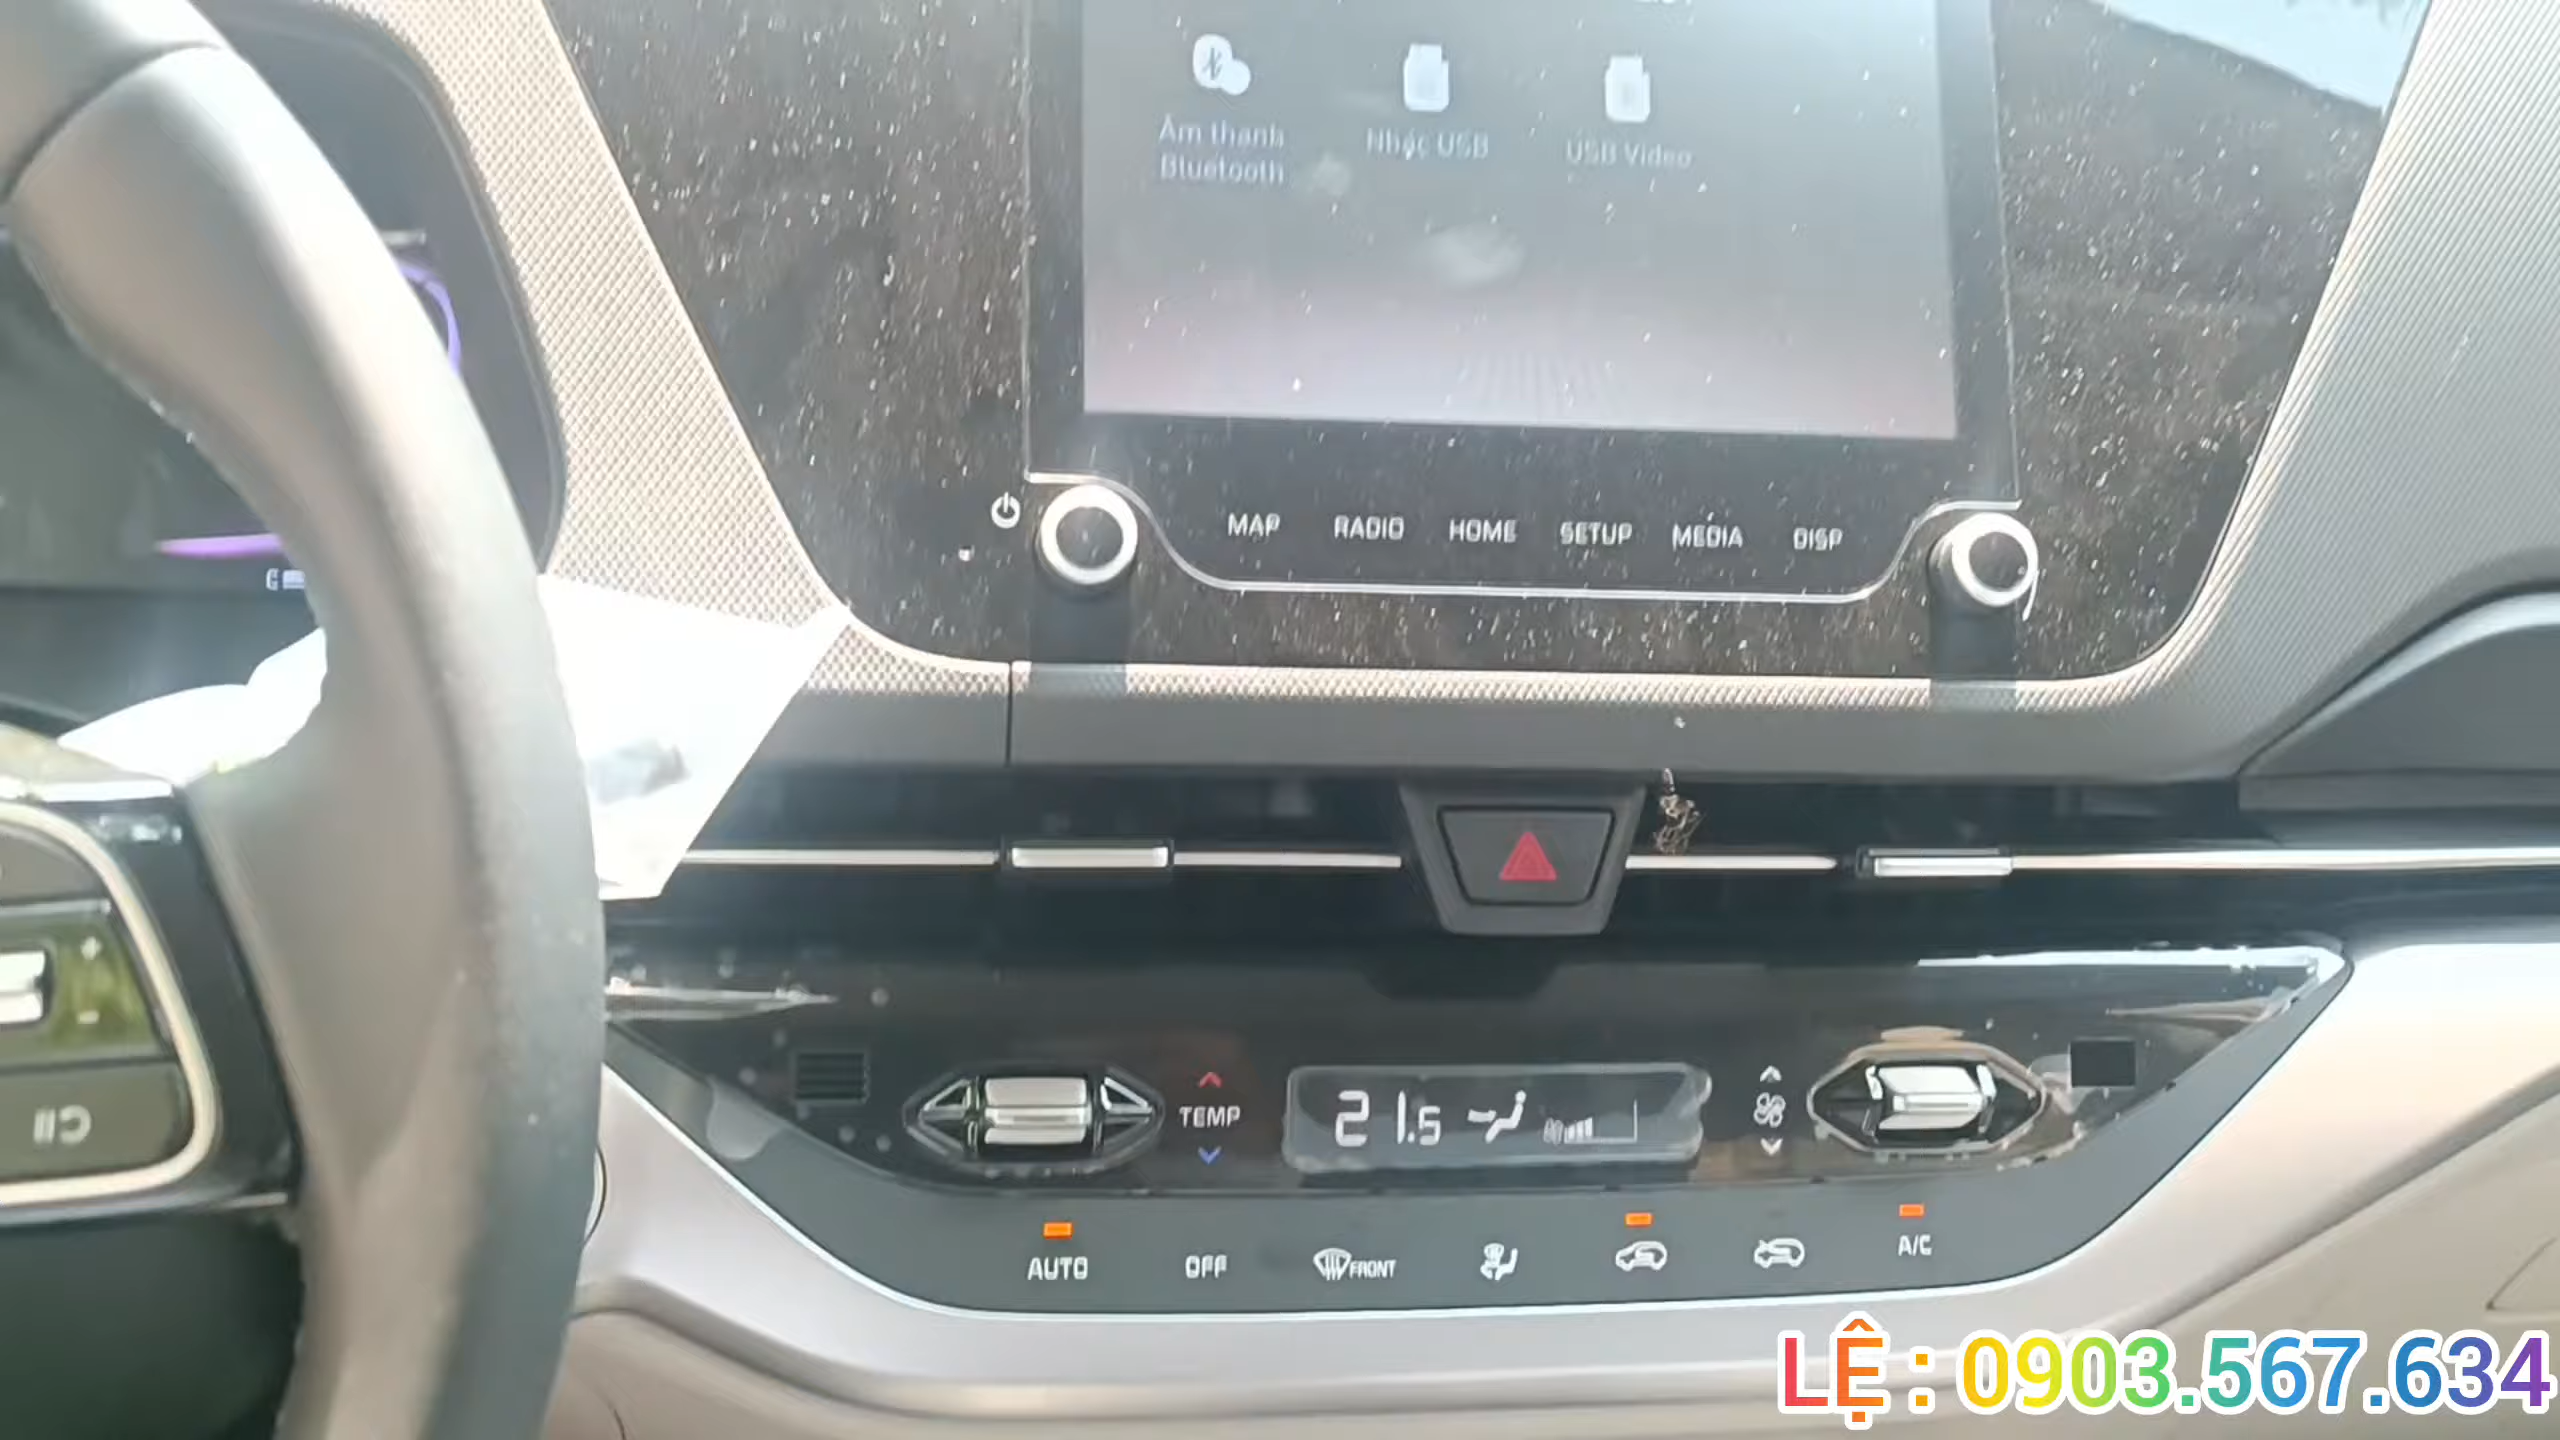 Âm thanh
Bluetooth
Nhạc USB
USB Video
MAP RADIO HOME SETUP MEDIA DISP
TEMP
21.5
AUTO OFF FRONT A/C
LỆ : 0903.567.634